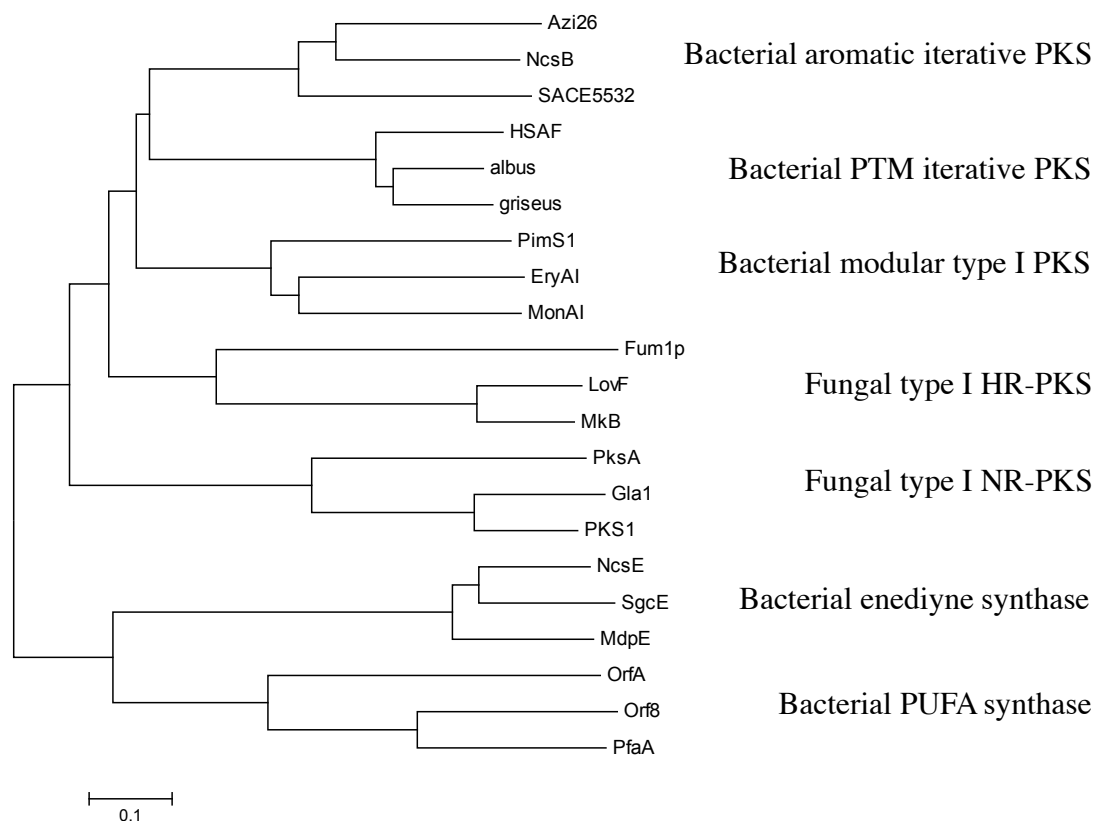 Azi26
NcsB
Bacterial aromatic iterative PKS
SACE5532
HSAF
albus
Bacterial PTM iterative PKS
griseus
PimS1
Bacterial modular type I PKS
EryAI
MonAI
Fum1p
LovF
Fungal type I HR-PKS
MkB
PksA
Fungal type I NR-PKS
Gla1
PKS1
NcsE
SgcE
Bacterial enediyne synthase
MdpE
OrfA
Orf8
Bacterial PUFA synthase
PfaA
0.1